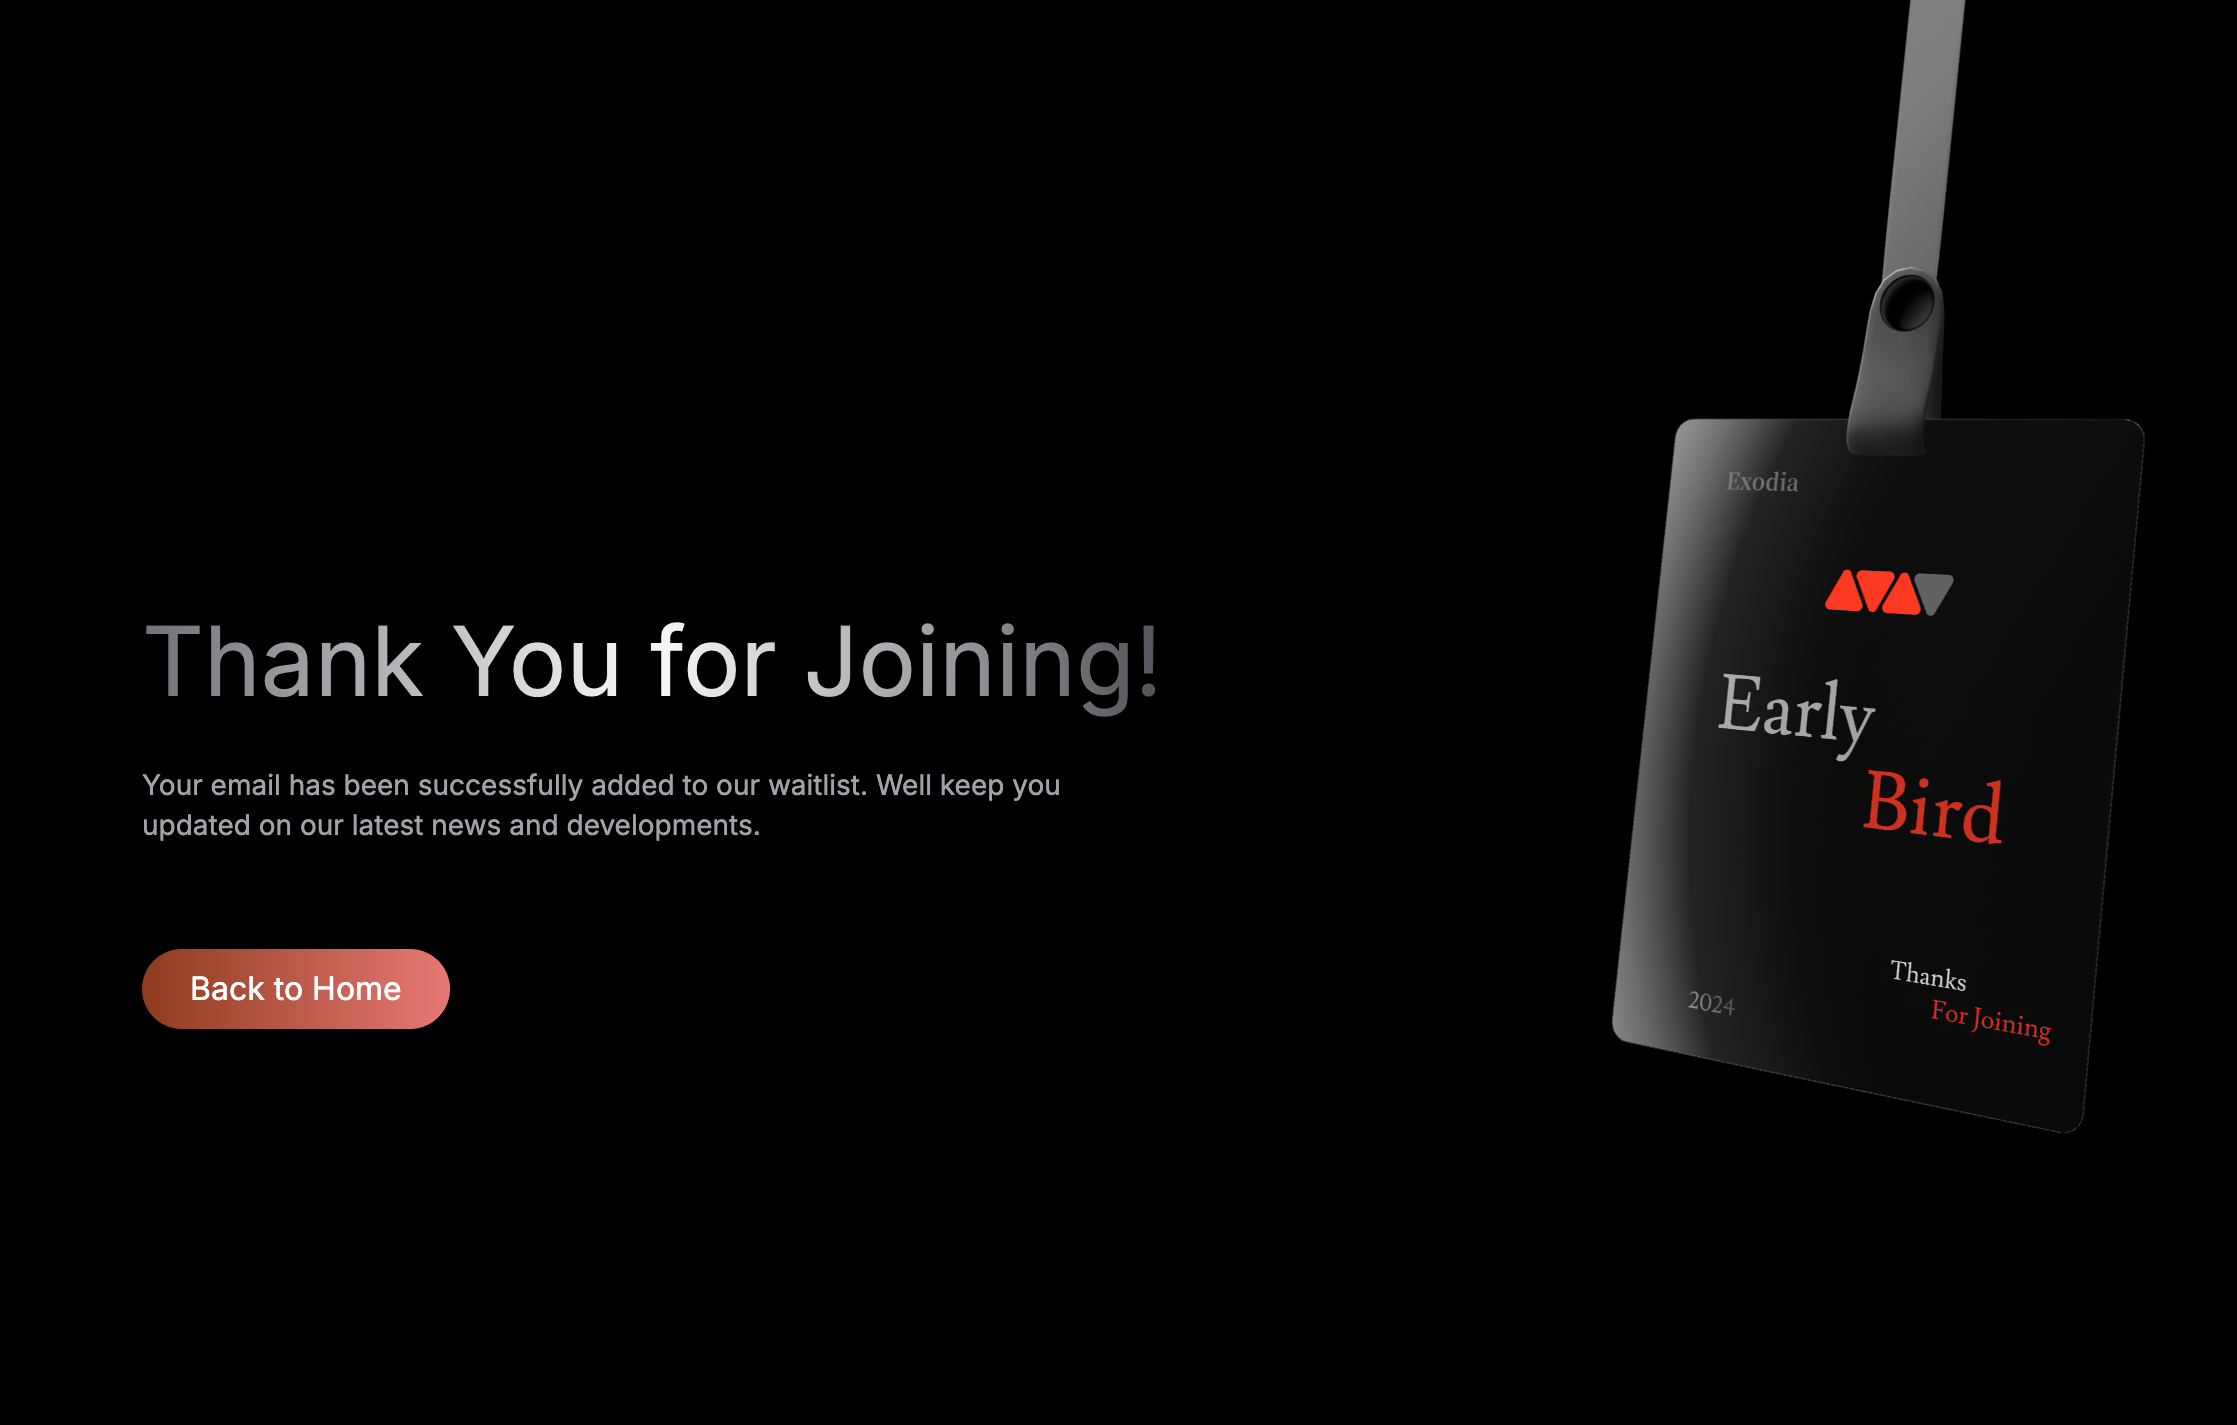 Thank You for Joining!
Your email has been successfully added to our waitlist. Well keep you
updated on our latest news and developments.
Back to Home
Exodia
Early
Bird
Thanks
For Joining
2024